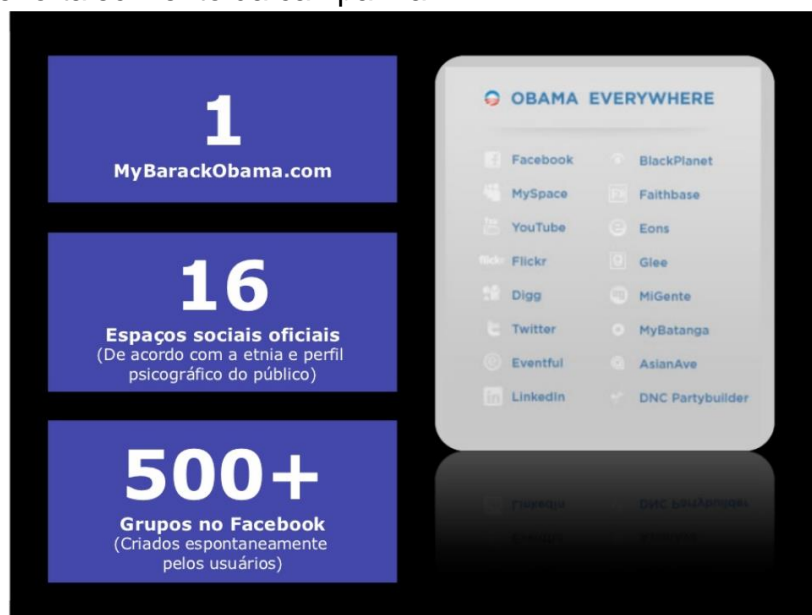 1
MyBarackObama.com
16
Espaços sociais oficiais
(De acordo com a etnia e perfil
psicográfico do público)
500+
Grupos no Facebook
(Criados espontaneamente
pelos usuários)
OBAMA EVERYWHERE
Facebook
MySpace
YouTube
Flickr
Digg
Twitter
Eventful
LinkedIn
BlackPlanet
Faithbase
Eons
Glee
MiGente
MyBatanga
AsianAve
DNC Partybuilder